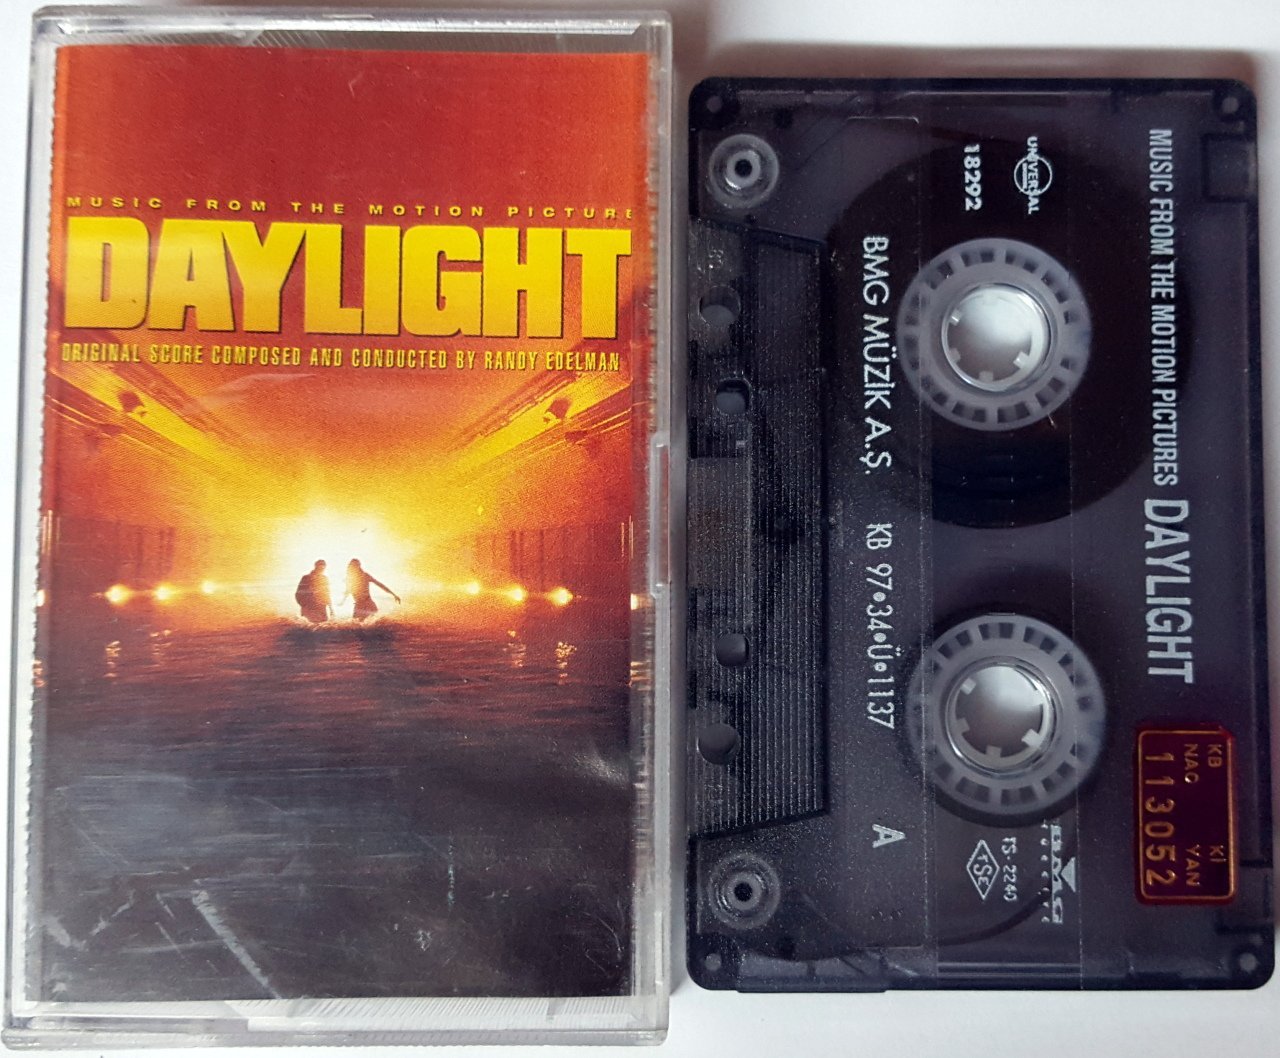 MUSIC FROM THE MOTION PICTURE
DAYLIGHT
ORIGINAL SCORE COMPOSED AND CONDUCTED BY RANDY EDELMAN
MUSIC FROM THE MOTION PICTURES DAYLIGHT
UNIVERSAL
18292
BMG MÜZİK A.Ş. KB 97•34•Ü•1137 A
TS-2240
TSE
BMG
KB Kİ
NAC YAN
113052